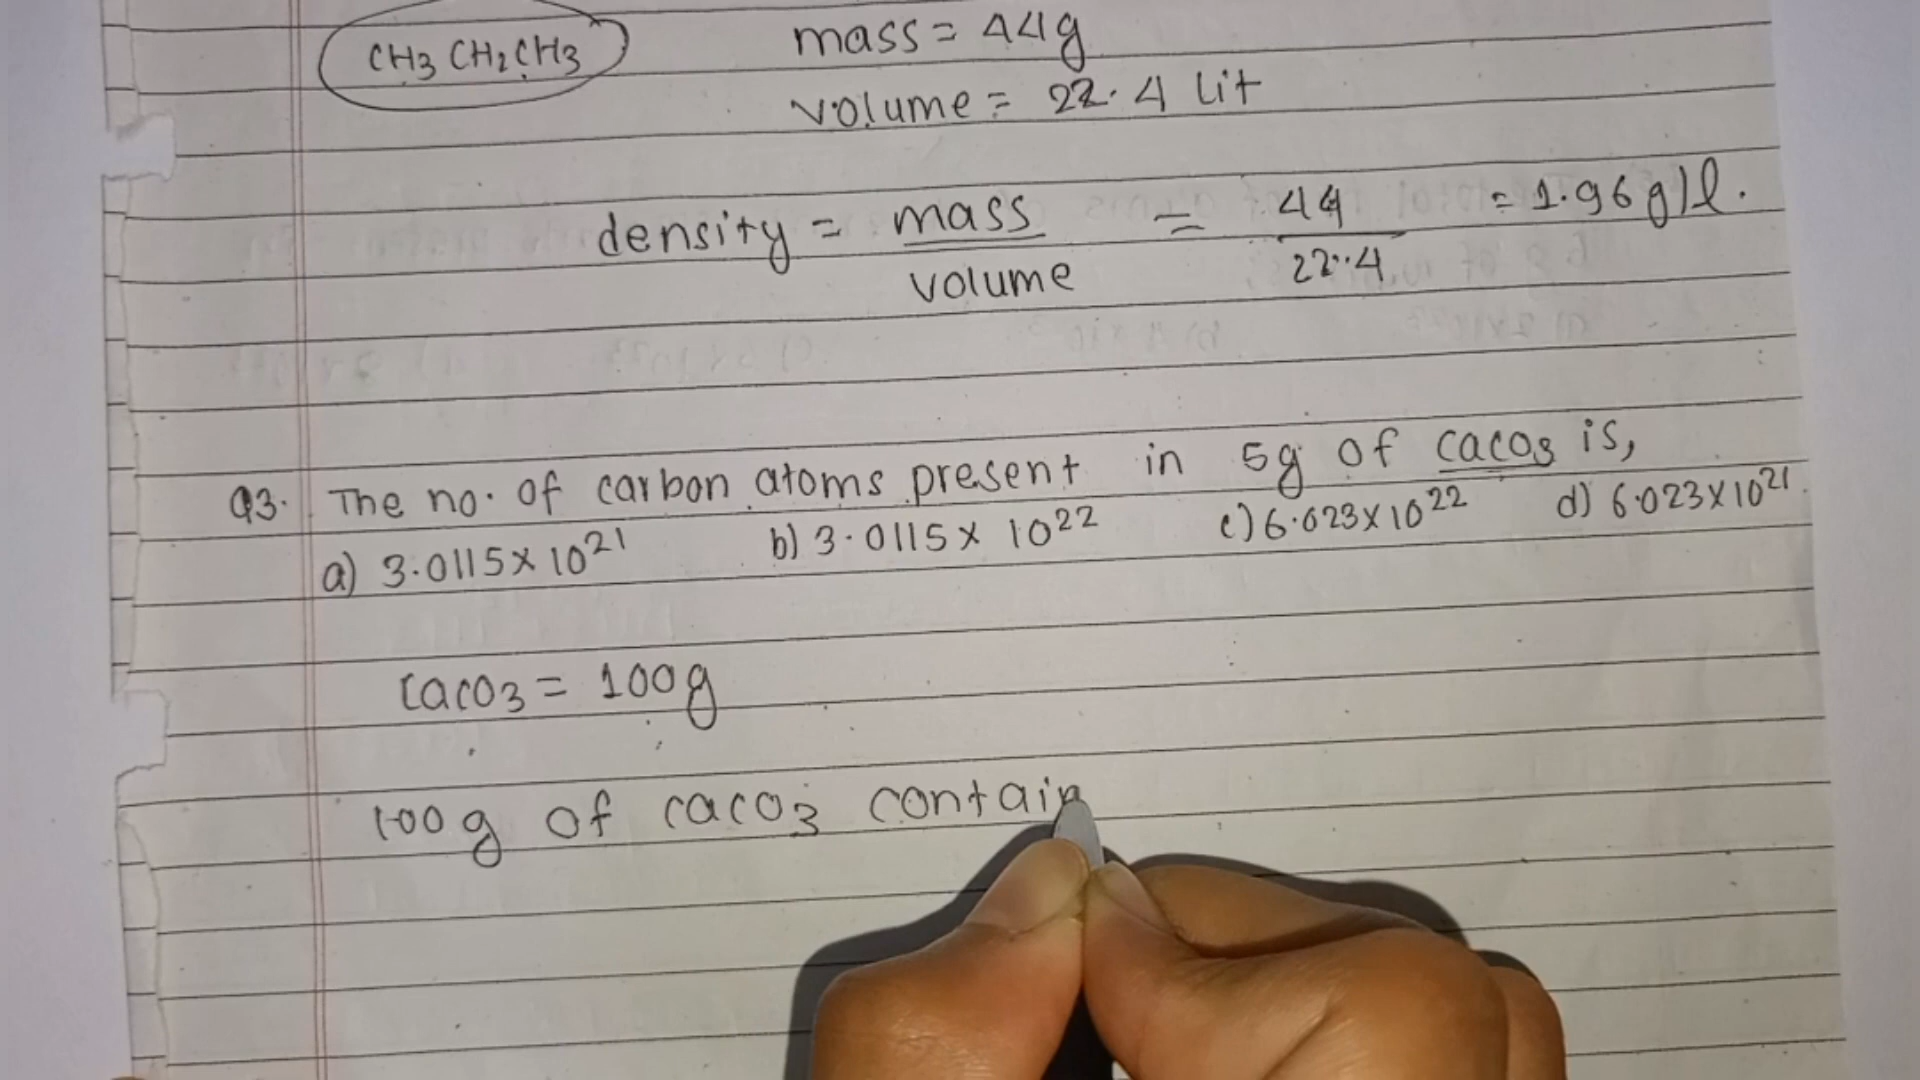 CH3 CH2CH3
mass = 44g
volume = 22.4 Lit
density = mass / volume = 44 / 22.4 = 1.96 g/l.
Q3. The no. of carbon atoms present in 5g of caco3 is,
a) 3.0115 x 10^21 b) 3.0115 x 10^22 c) 6.023 x 10^22 d) 6.023 x 10^21.
caco3 = 100g
100g of caco3 contain